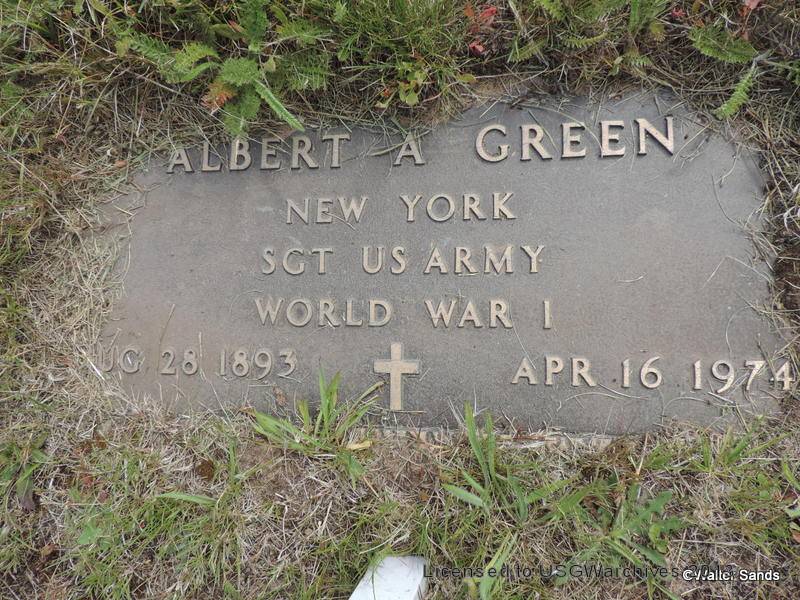 ALBERT A GREEN
NEW YORK
SGT US ARMY
WORLD WAR I
UG 28 1893 APR 16 1974
Licensed to USGWarchives
©Walter Sands